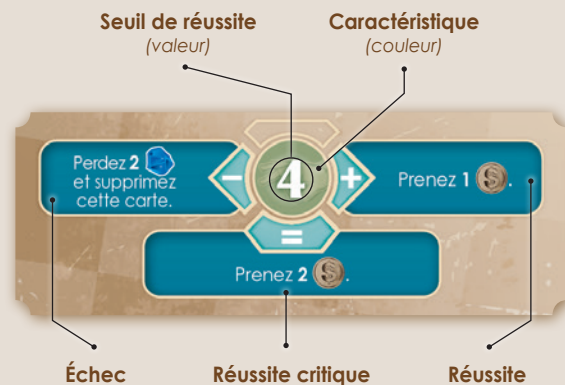 Seuil de réussite
(valeur)
Caractéristique
(couleur)
Perdez 2
et supprimez
cette carte.
-
4
+
Prenez 1 $.
=
Prenez 2 $.
Échec
Réussite critique
Réussite